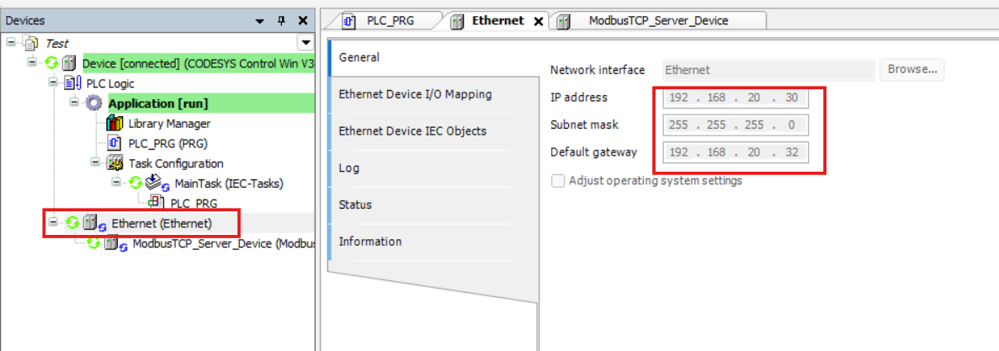 Devices
Test
Device [connected] (CODESYS Control Win V3
PLC Logic
Application [run]
Library Manager
PLC_PRG (PRG)
Task Configuration
MainTask (IEC-Tasks)
PLC_PRG
Ethernet (Ethernet)
ModbusTCP_Server_Device (Modbus
PLC_PRG
Ethernet
ModbusTCP_Server_Device
General
Ethernet Device I/O Mapping
Ethernet Device IEC Objects
Log
Status
Information
Network interface Ethernet Browse...
IP address 192 . 168 . 20 . 30
Subnet mask 255 . 255 . 255 . 0
Default gateway 192 . 168 . 20 . 32
Adjust operating system settings